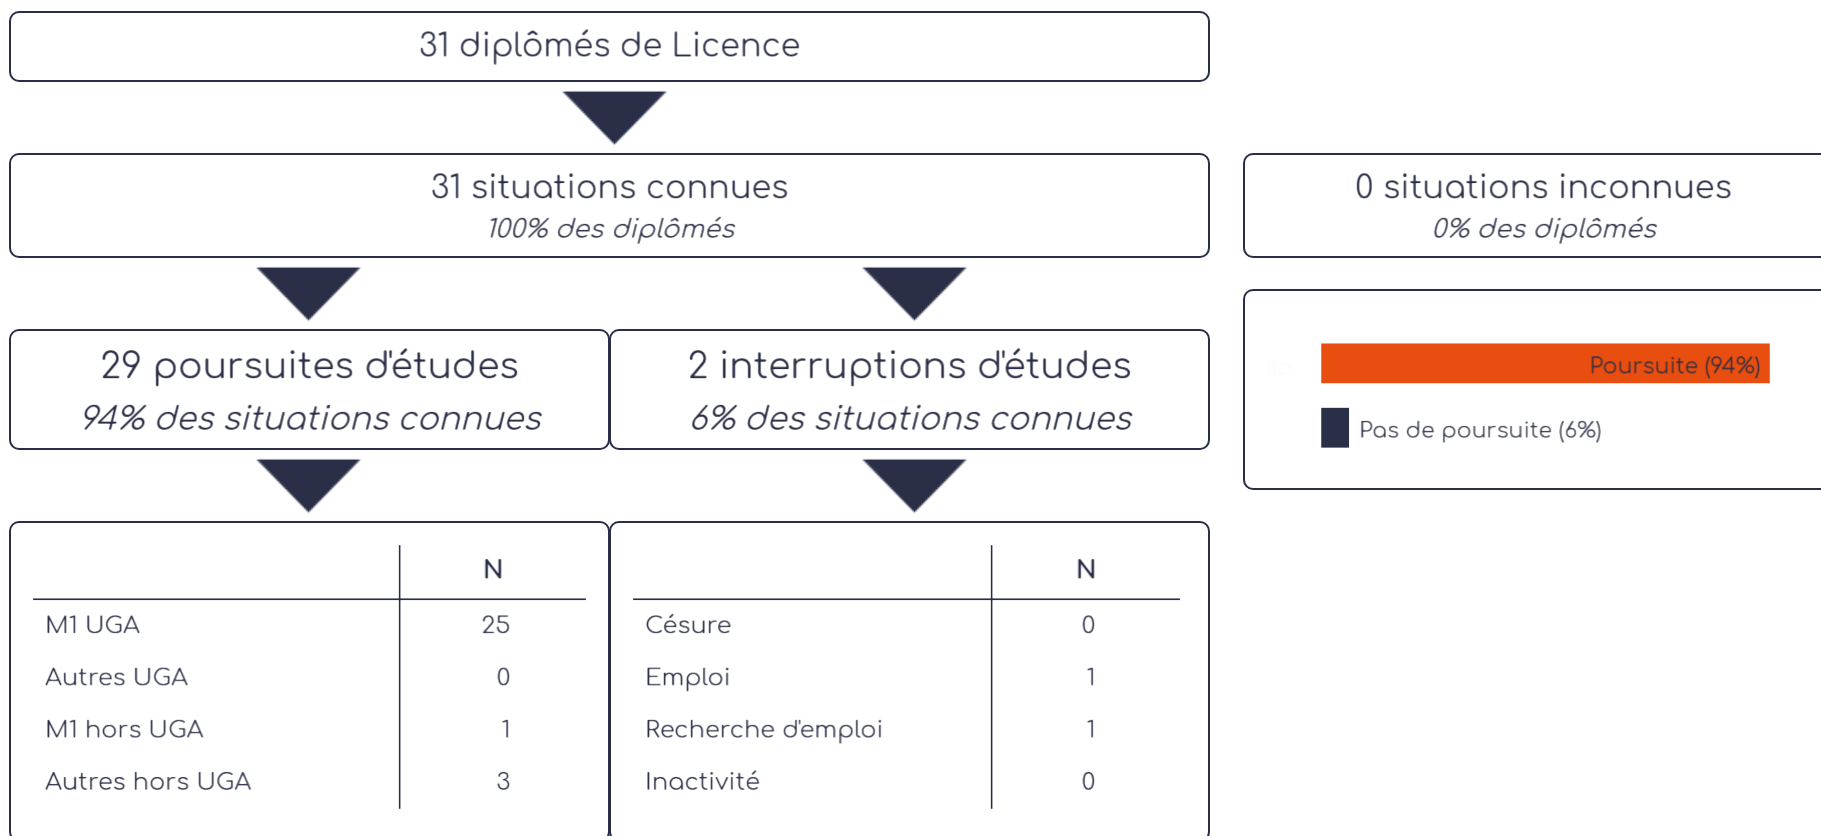 31 diplômés de Licence
31 situations connues
100% des diplômés
0 situations inconnues
0% des diplômés
29 poursuites d'études
94% des situations connues
2 interruptions d'études
6% des situations connues
Poursuite (94%)
Pas de poursuite (6%)
N
M1 UGA 25
Autres UGA 0
M1 hors UGA 1
Autres hors UGA 3
N
Césure 0
Emploi 1
Recherche d'emploi 1
Inactivité 0